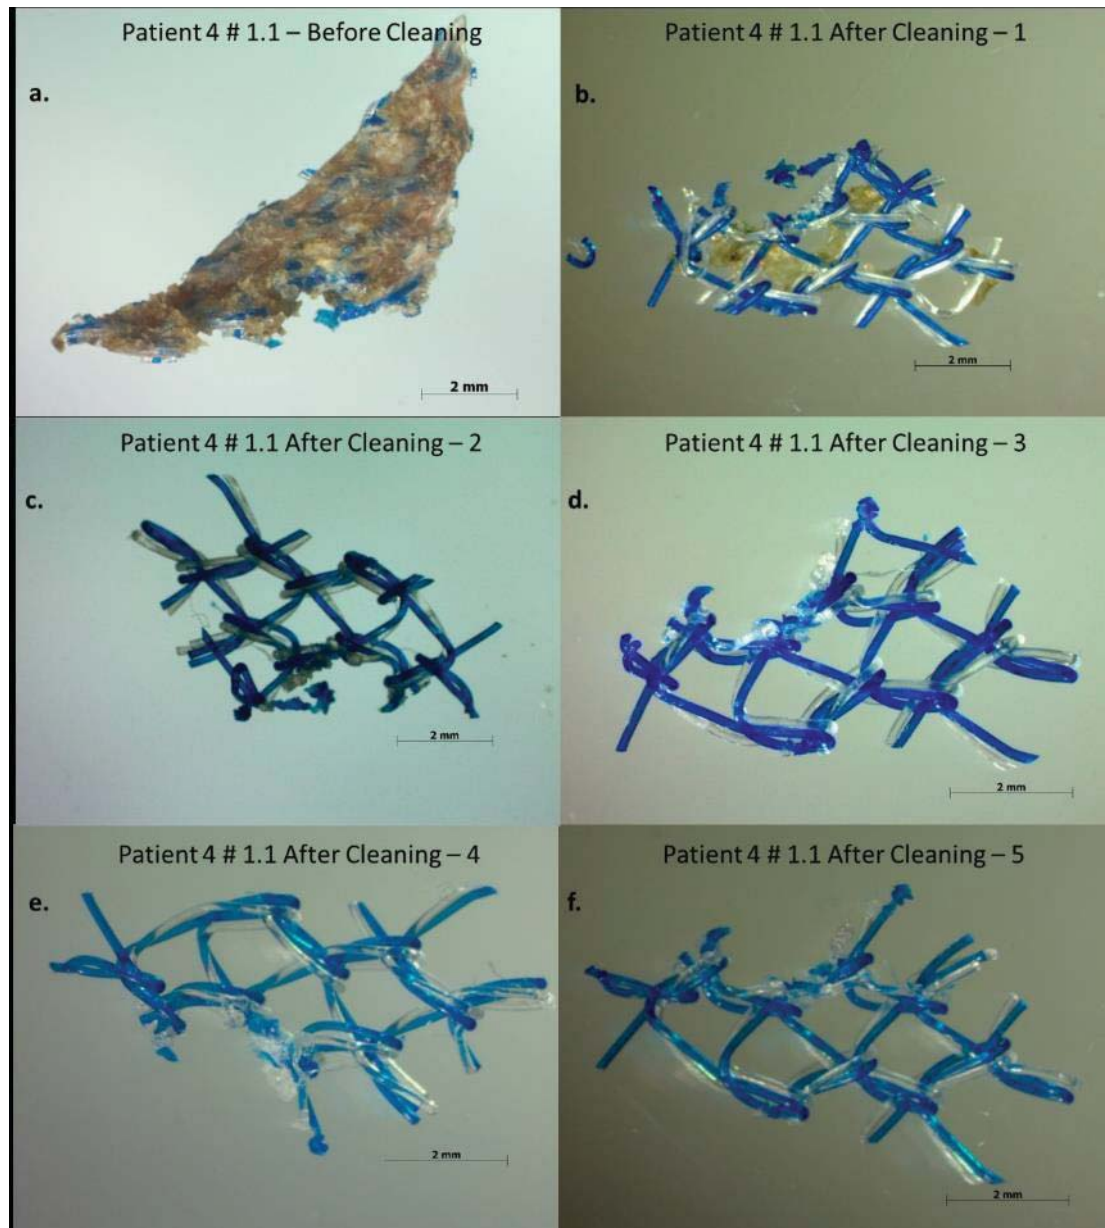 Patient 4 # 1.1 – Before Cleaning
a.
2 mm
Patient 4 # 1.1 After Cleaning – 1
b.
2 mm
Patient 4 # 1.1 After Cleaning – 2
c.
2 mm
Patient 4 # 1.1 After Cleaning – 3
d.
2 mm
Patient 4 # 1.1 After Cleaning – 4
e.
2 mm
Patient 4 # 1.1 After Cleaning – 5
f.
2 mm